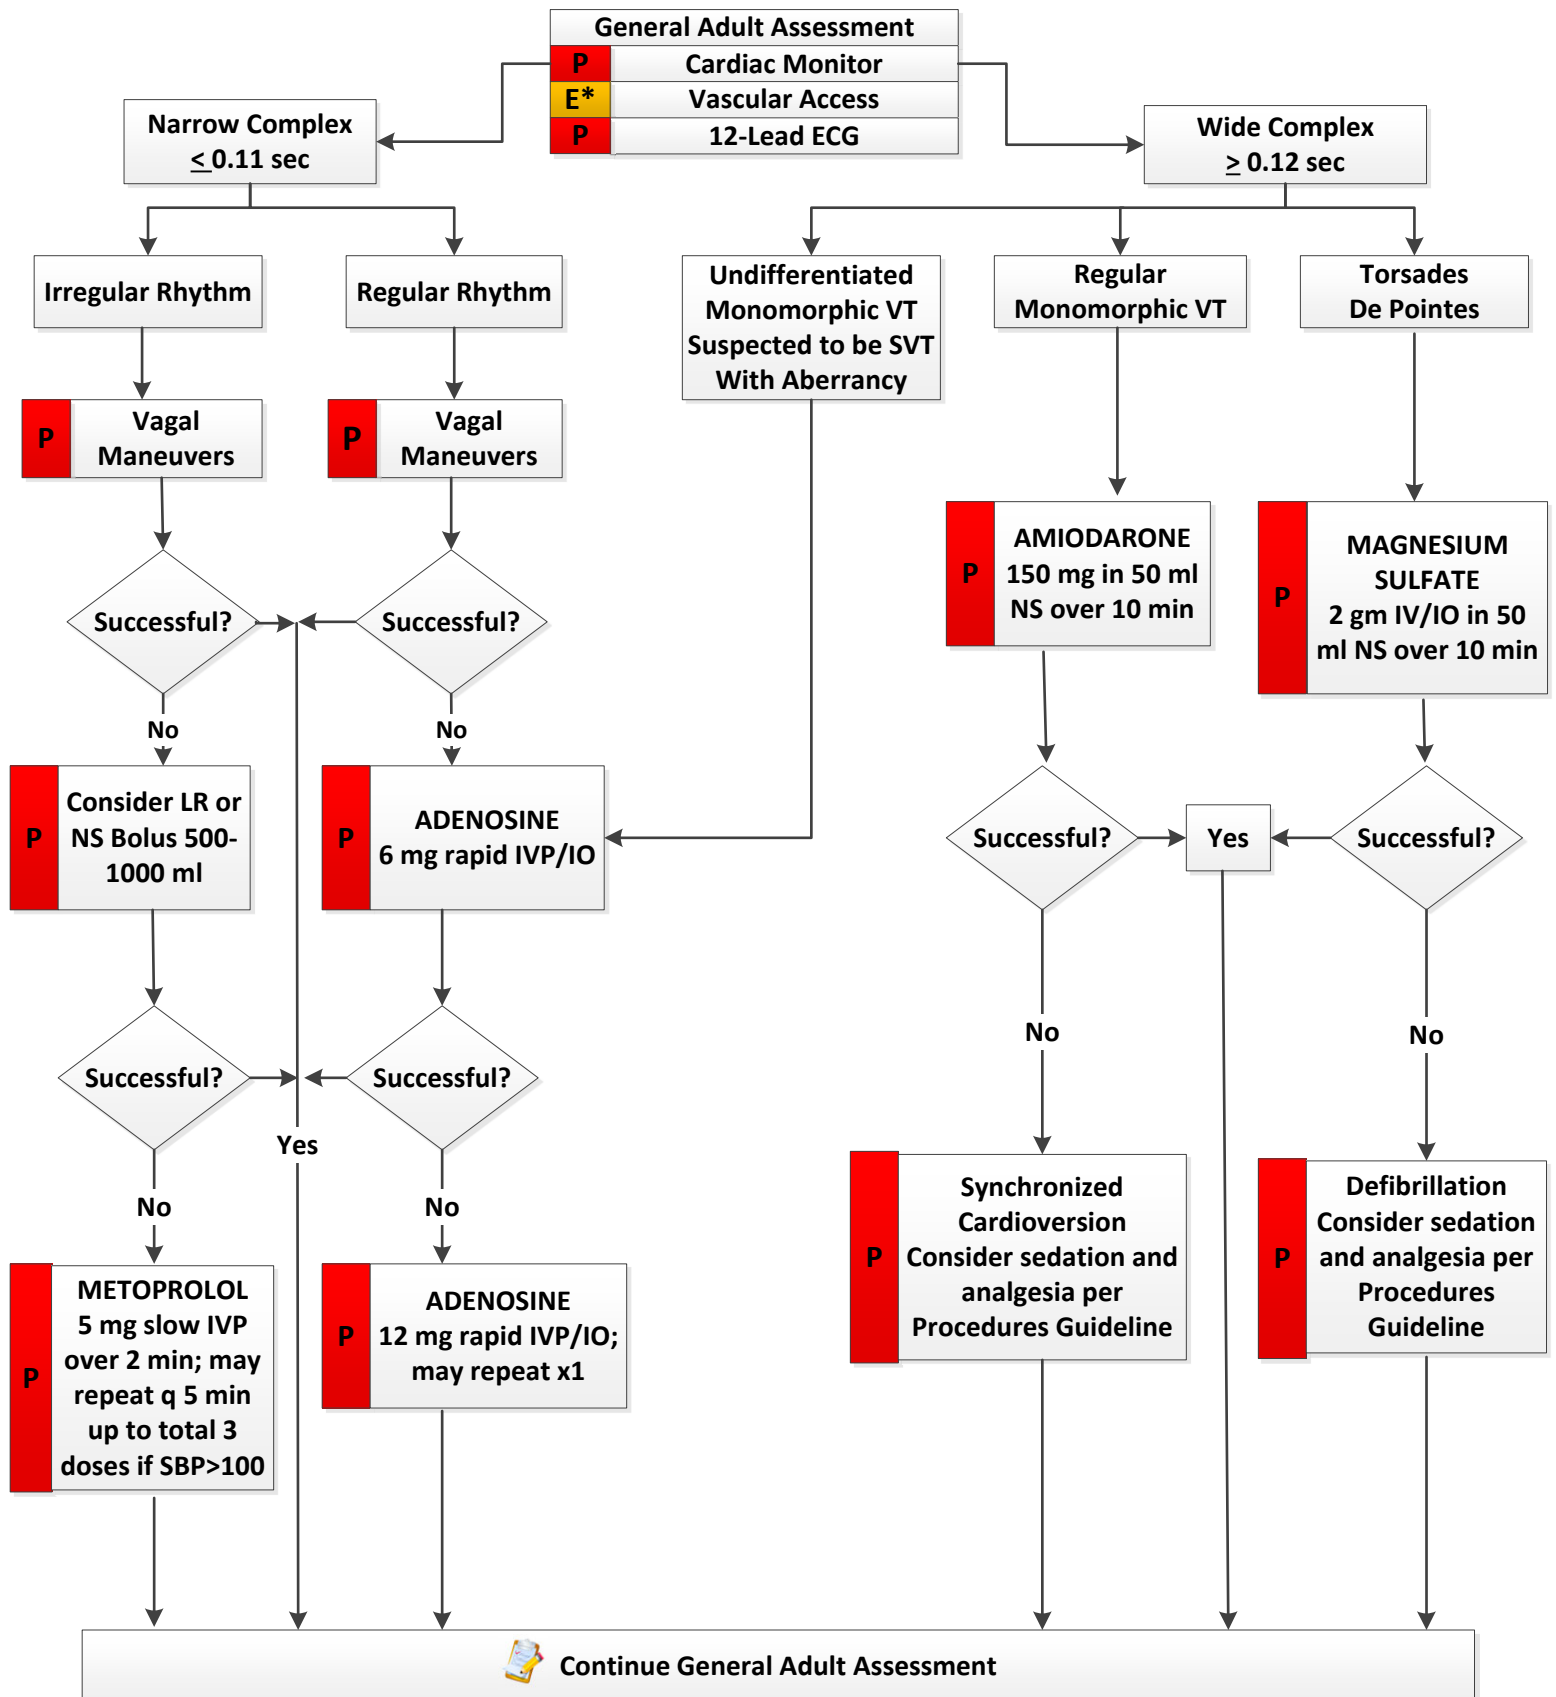 General Adult Assessment
P Cardiac Monitor
E* Vascular Access
P 12-Lead ECG
Narrow Complex
< 0.11 sec
Wide Complex
> 0.12 sec
Irregular Rhythm
Regular Rhythm
Undifferentiated
Monomorphic VT
Suspected to be SVT
With Aberrancy
Regular
Monomorphic VT
Torsades
De Pointes
P
Vagal
Maneuvers
P
Vagal
Maneuvers
P
AMIODARONE
150 mg in 50 ml
NS over 10 min
P
MAGNESIUM
SULFATE
2 gm IV/IO in 50
ml NS over 10 min
Successful?
Successful?
No
No
P
Consider LR or
NS Bolus 500-
1000 ml
P
ADENOSINE
6 mg rapid IVP/IO
Successful?
Yes
Successful?
Successful?
Successful?
No
No
Yes
No
No
P
METOPROLOL
5 mg slow IVP
over 2 min; may
repeat q 5 min
up to total 3
doses if SBP>100
P
ADENOSINE
12 mg rapid IVP/IO;
may repeat x1
P
Synchronized
Cardioversion
Consider sedation and
analgesia per
Procedures Guideline
P
Defibrillation
Consider sedation
and analgesia per
Procedures
Guideline
Continue General Adult Assessment